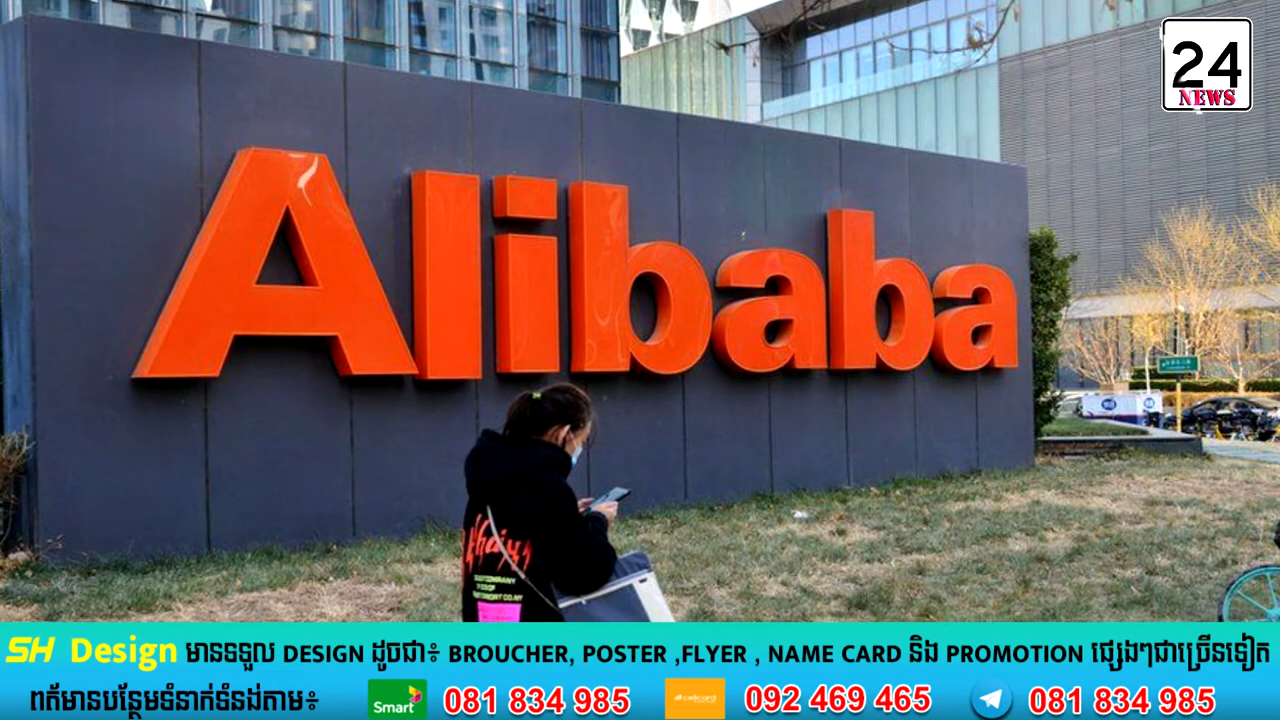 24
NEWS
Alibaba
SH Design មានទទួល DESIGN ដូចជា៖ BROUCHER, POSTER ,FLYER , NAME CARD និង PROMOTION ផ្សេងៗជាច្រើនទៀត
ពត៌មានបន្ថែមទំនាក់ទំនង់តាម៖ Smart 081 834 985 cellcard 092 469 465 081 834 985